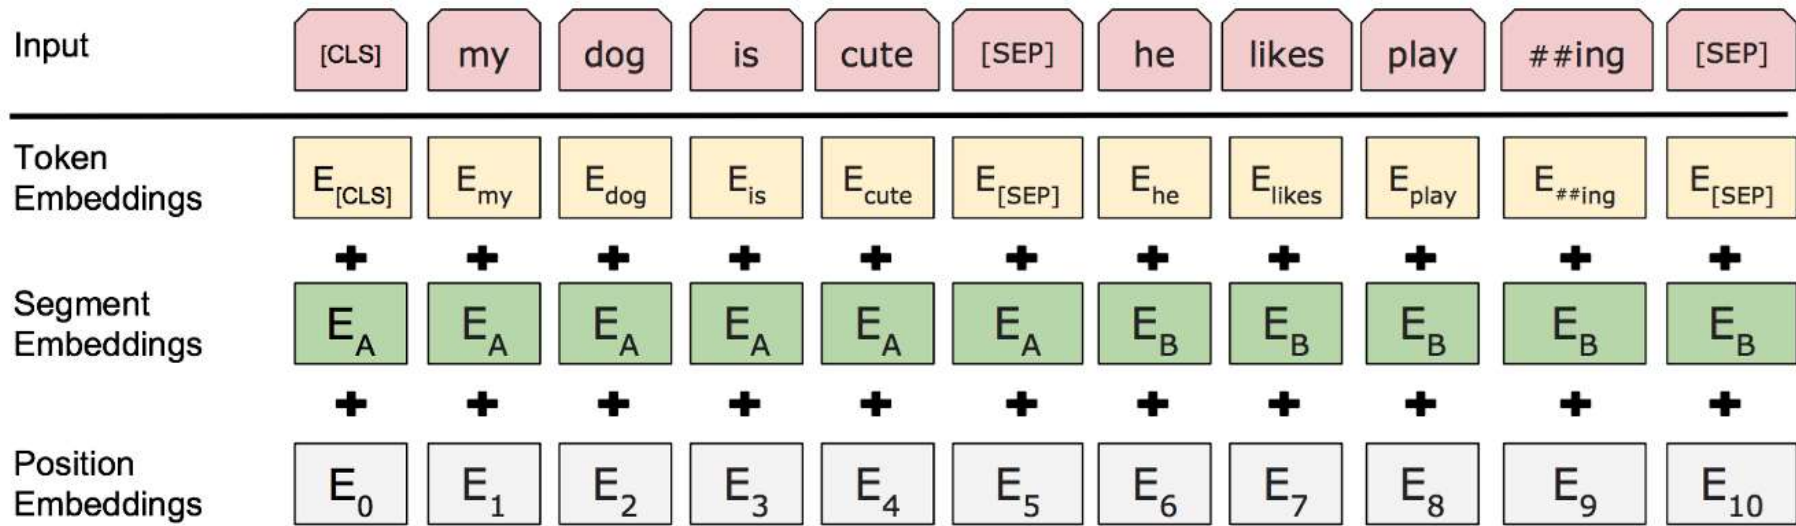 Input [CLS] my dog is cute [SEP] he likes play ##ing [SEP]
Token Embeddings E[CLS] Emy Edog Eis Ecute E[SEP] Ehe Elikes Eplay E##ing E[SEP]
+ + + + + + + + + + +
Segment Embeddings EA EA EA EA EA EA EB EB EB EB EB
+ + + + + + + + + + +
Position Embeddings E0 E1 E2 E3 E4 E5 E6 E7 E8 E9 E10